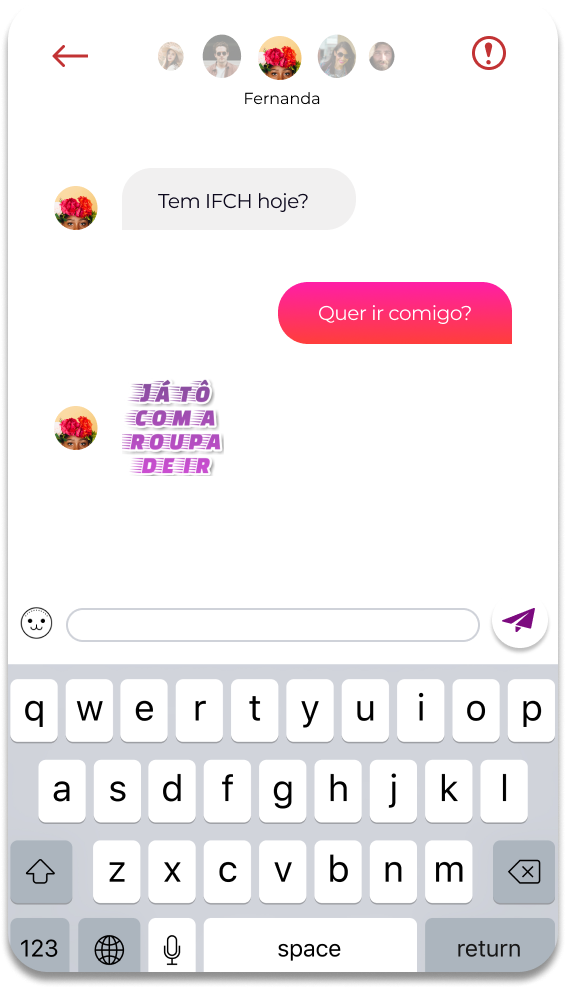 Fernanda
Tem IFCH hoje?
Quer ir comigo?
JÁ TÔ
COM A
ROUPA
DE IR
q w e r t y u i o p
a s d f g h j k l
z x c v b n m
123 space return